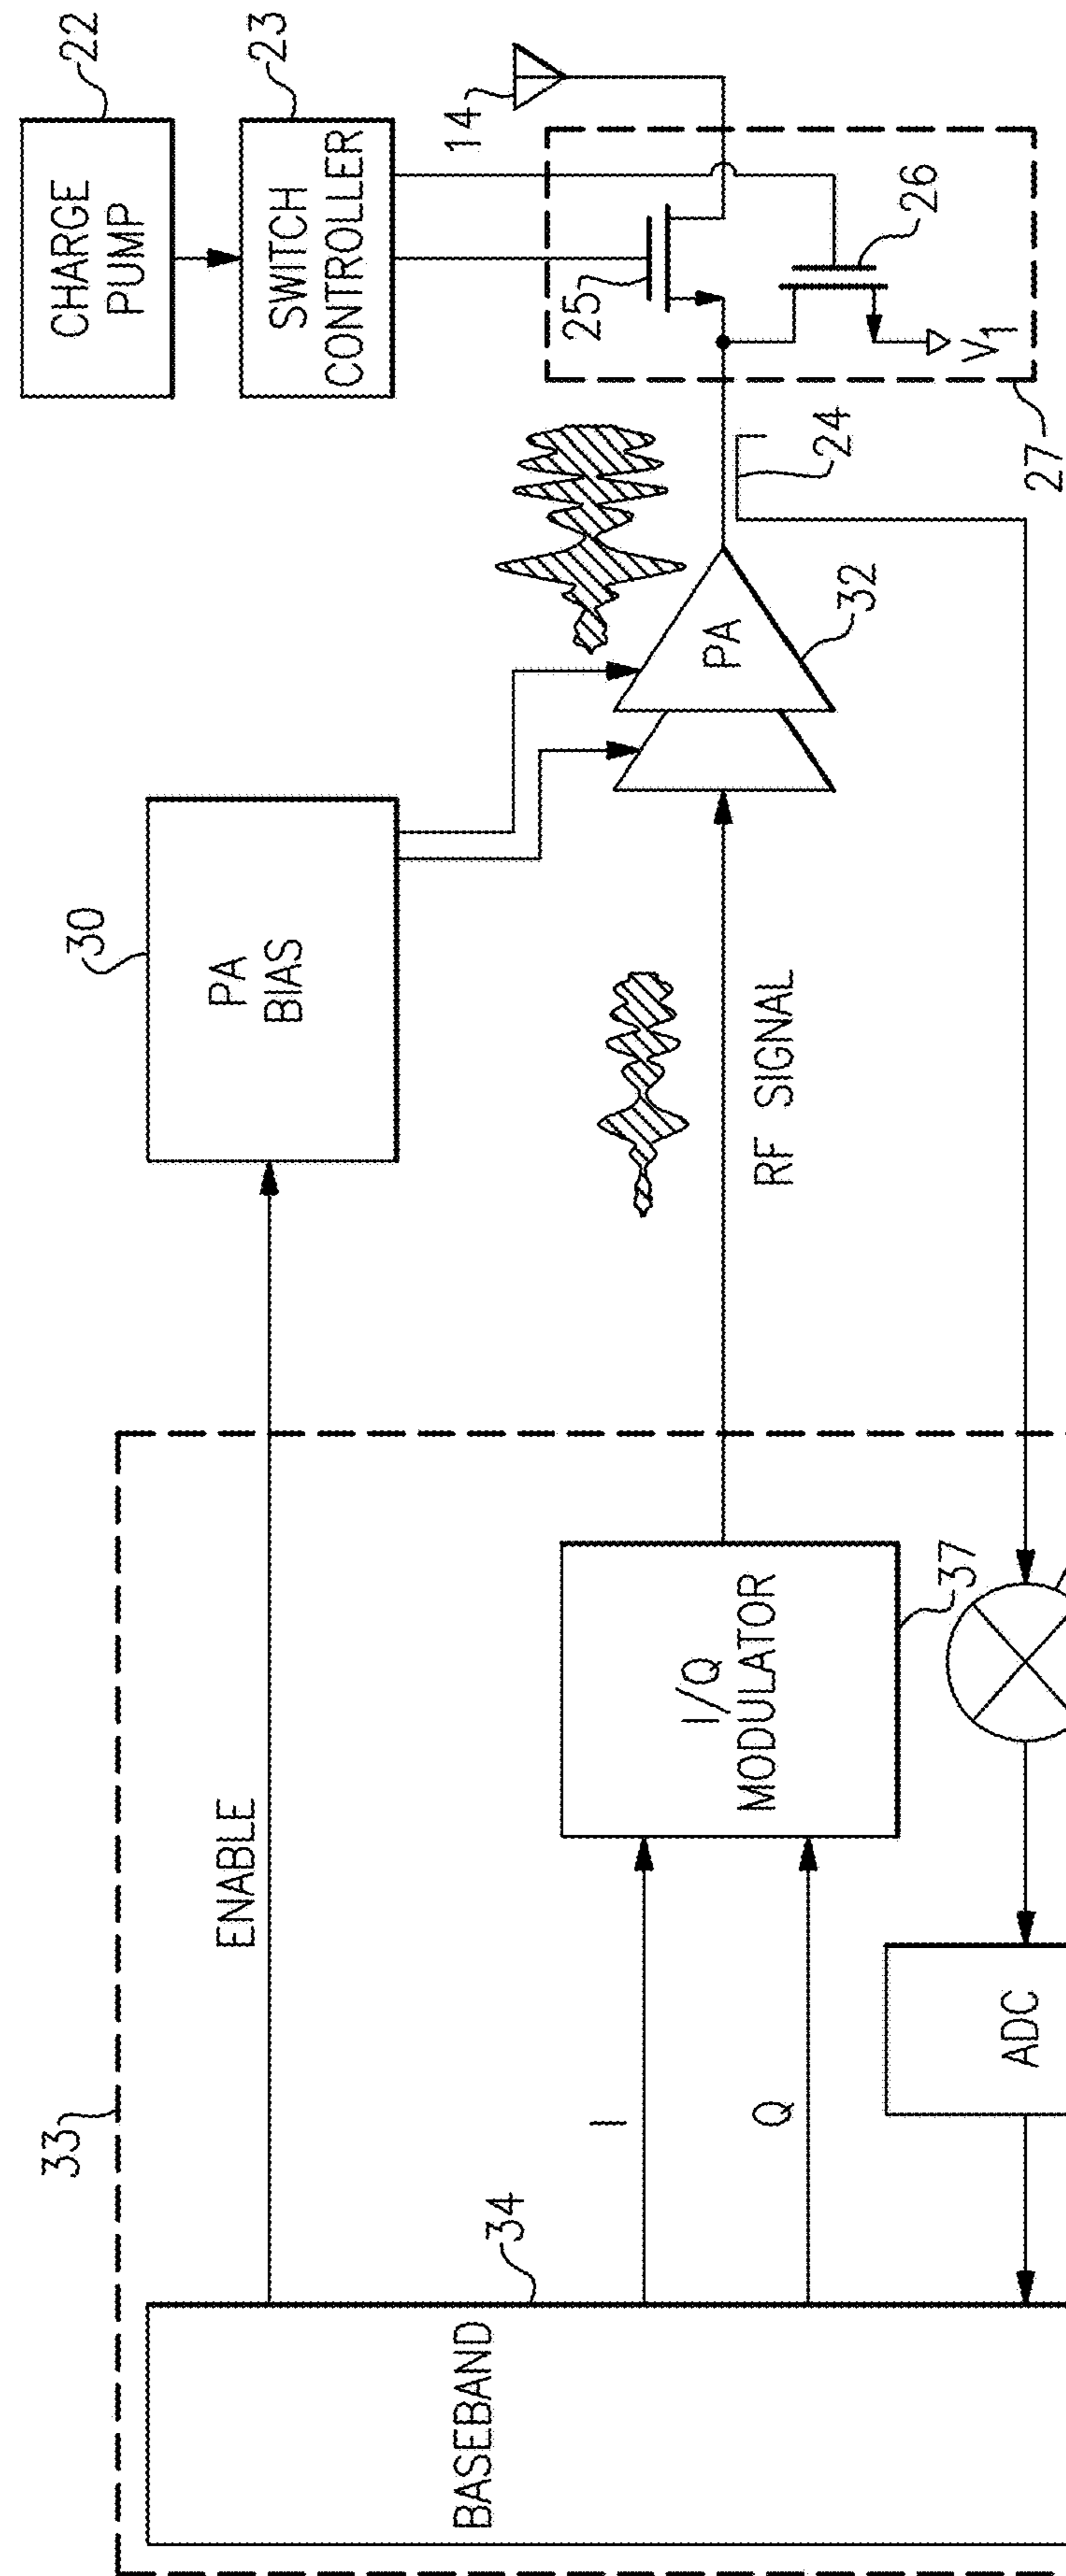 33
BASEBAND
34
ENABLE
I
Q
ADC
I/Q
MODULATOR
37
30
PA
BIAS
RF SIGNAL
PA
32
CHARGE
PUMP
22
SWITCH
CONTROLLER
23
14
25
26
V1
24
27